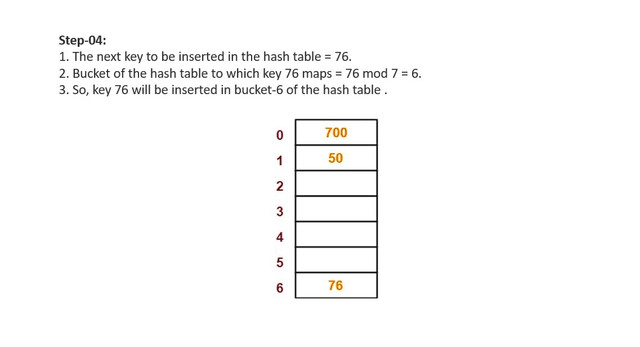 Step-04:
1. The next key to be inserted in the hash table = 76.
2. Bucket of the hash table to which key 76 maps = 76 mod 7 = 6.
3. So, key 76 will be inserted in bucket-6 of the hash table .
0 700
1 50
2
3
4
5
6 76